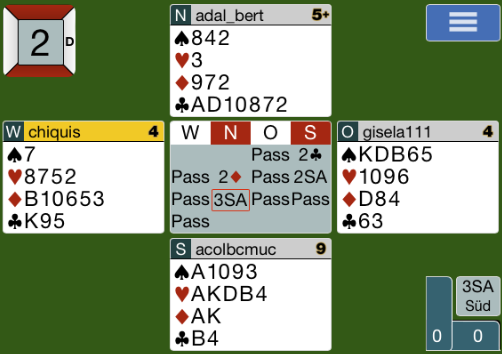 2 D
N adal_bert 5+
♠842
♥3
♦972
♣AD10872
W chiquis 4
♠7
♥8752
♦B10653
♣K95
W N O S
Pass 2♣
Pass 2♦ Pass 2SA
Pass 3SA Pass Pass
Pass
O gisela111 4
♠KDB65
♥1096
♦D84
♣63
S acolbcmuc 9
♠A1093
♥AKDB4
♦AK
♣B4
3SA
Süd
0 0